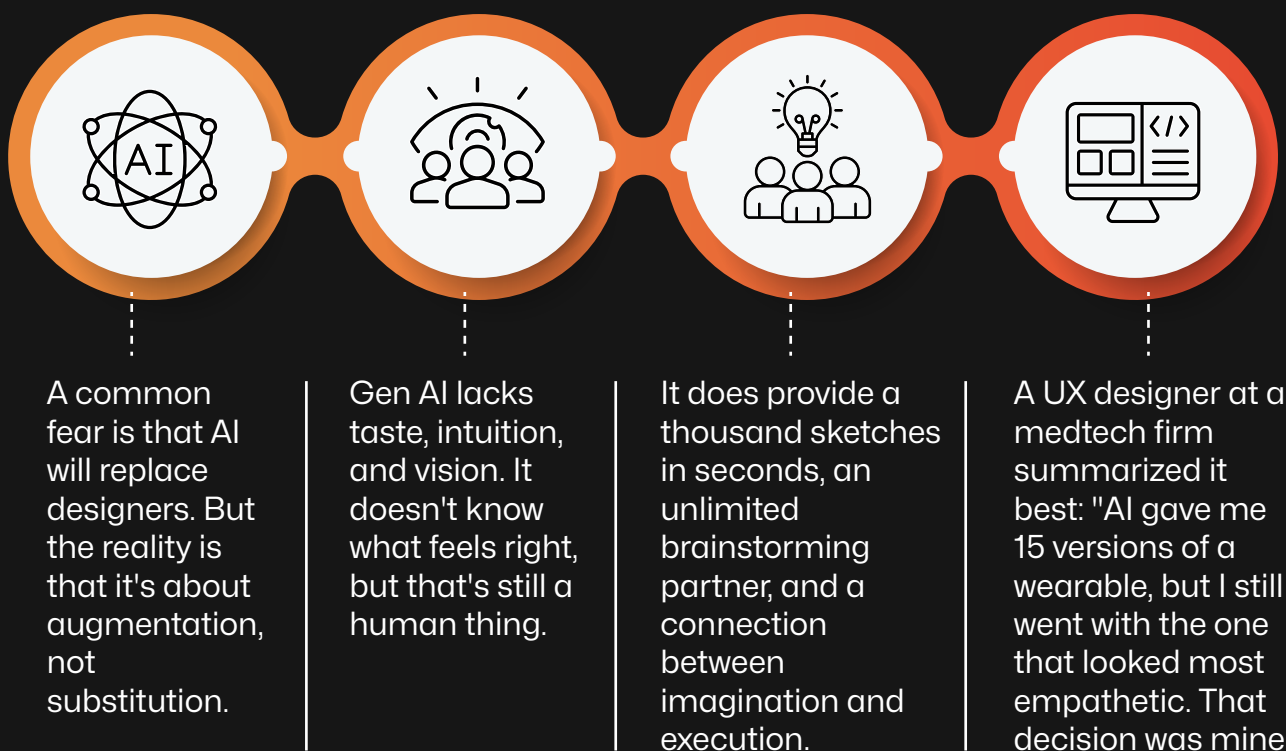 AI
</>
A common
fear is that AI
will replace
designers. But
the reality is
that it's about
augmentation,
not
substitution.
Gen AI lacks
taste, intuition,
and vision. It
doesn't know
what feels right,
but that's still a
human thing.
It does provide a
thousand sketches
in seconds, an
unlimited
brainstorming
partner, and a
connection
between
imagination and
execution.
A UX designer at a
medtech firm
summarized it
best: "AI gave me
15 versions of a
wearable, but I still
went with the one
that looked most
empathetic. That
decision was mine